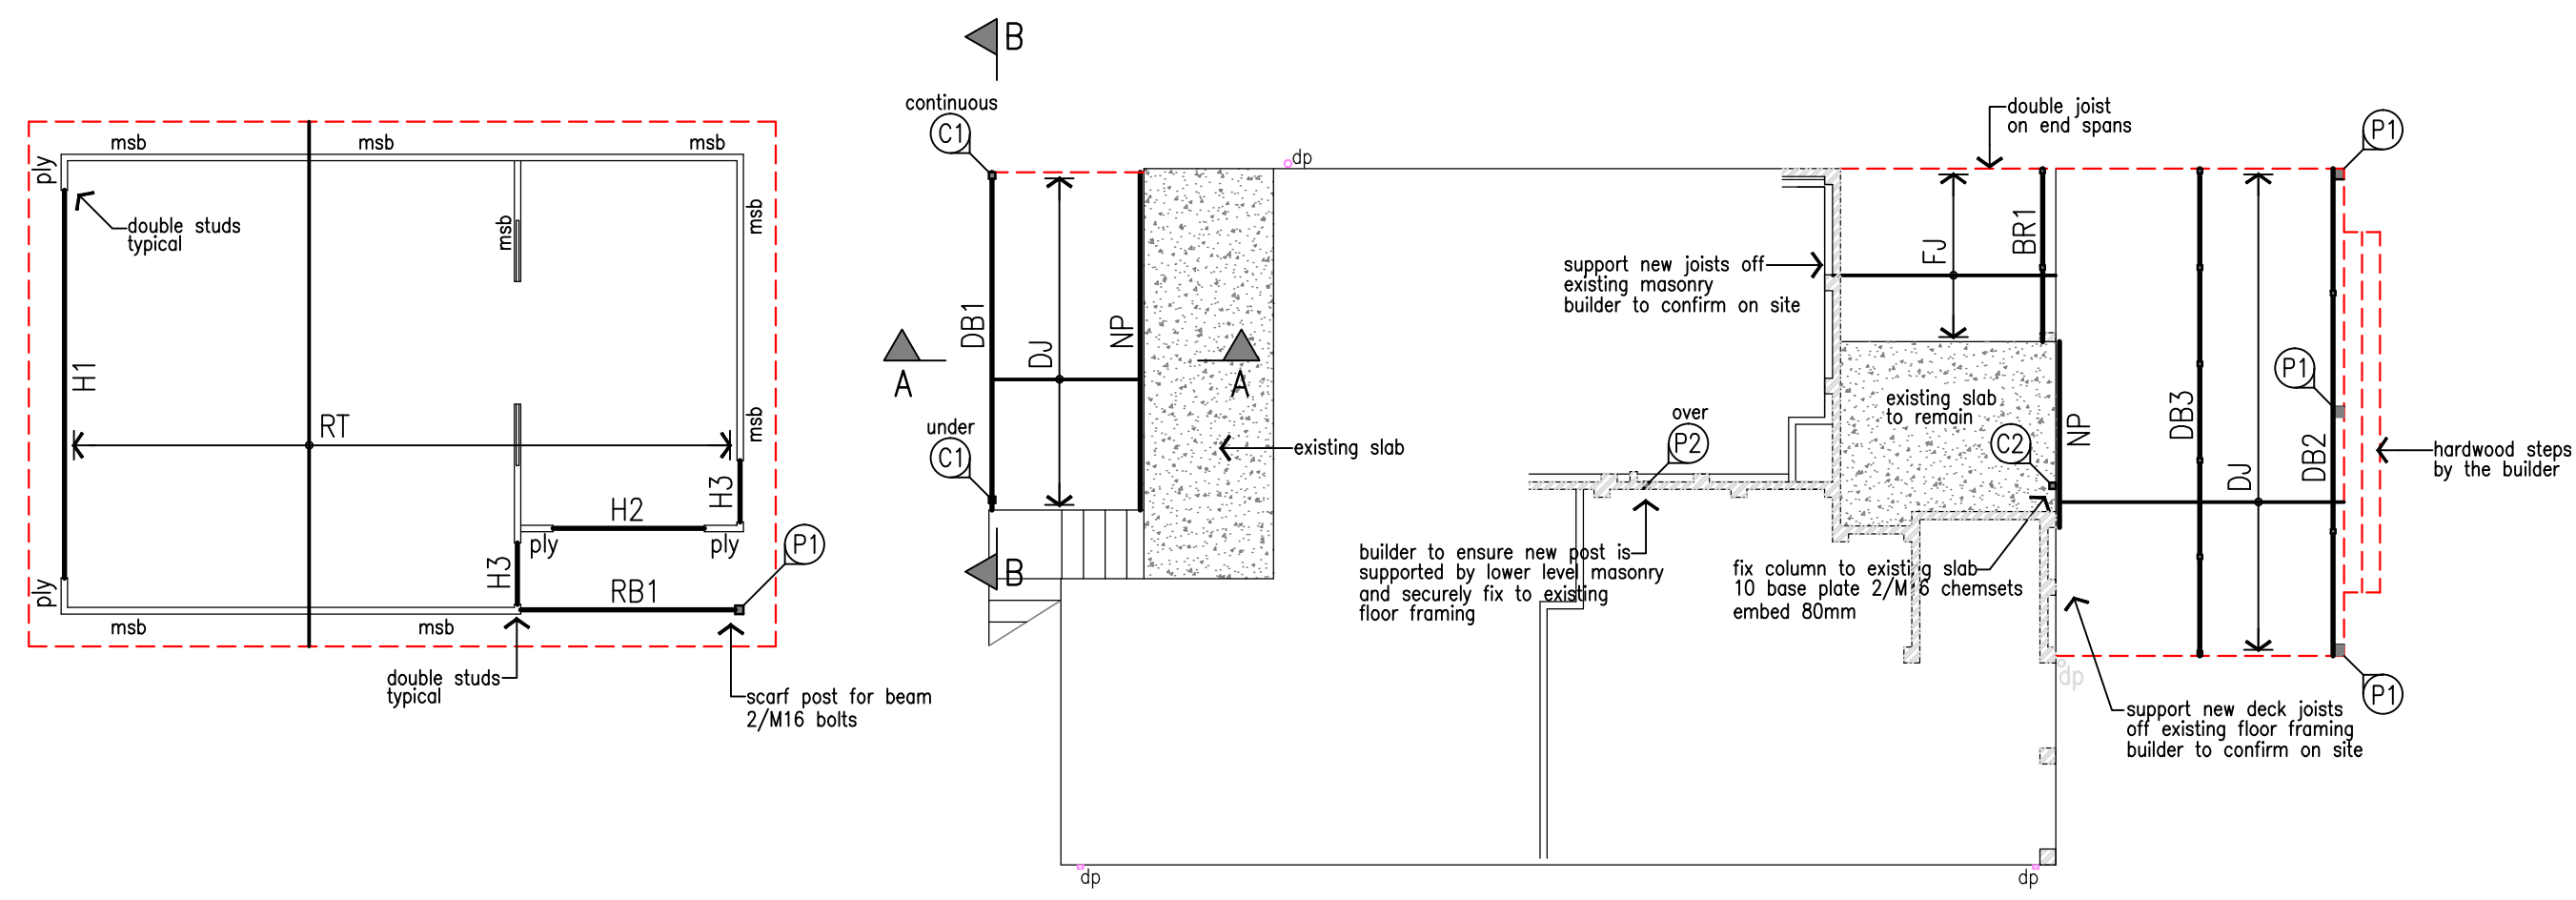 msb
msb
msb
ply
double studs
typical
msb
msb
H1
RT
msb
H3
H2
ply
ply
H3
P1
RB1
ply
msb
msb
double studs
typical
scarf post for beam
2/M16 bolts
B
continuous
C1
DB1
DJ
NP
A
A
under
C1
B
existing slab
dp
support new joists off
existing masonry
builder to confirm on site
over
P2
builder to ensure new post is
supported by lower level masonry
and securely fix to existing
floor framing
double joist
on end spans
P1
FJ
BR1
existing slab
to remain
C2
NP
DB3
DJ
DB2
P1
hardwood steps
by the builder
fix column to existing slab
10 base plate 2/M16 chemsets
embed 80mm
dp
P1
support new deck joists
off existing floor framing
builder to confirm on site
dp
dp